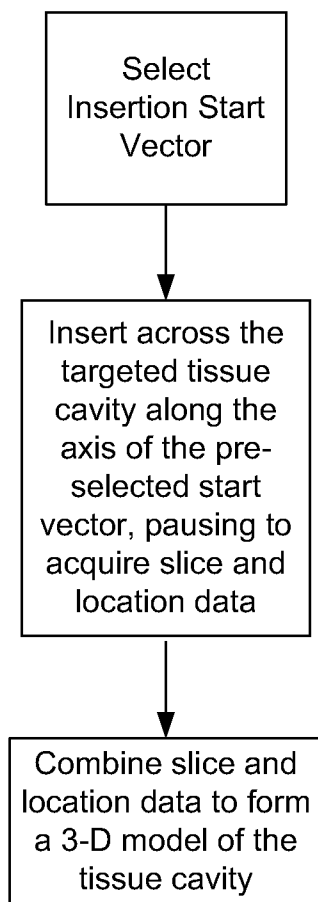 Select
Insertion Start
Vector
Insert across the
targeted tissue
cavity along the
axis of the pre-
selected start
vector, pausing to
acquire slice and
location data
Combine slice and
location data to form
a 3-D model of the
tissue cavity